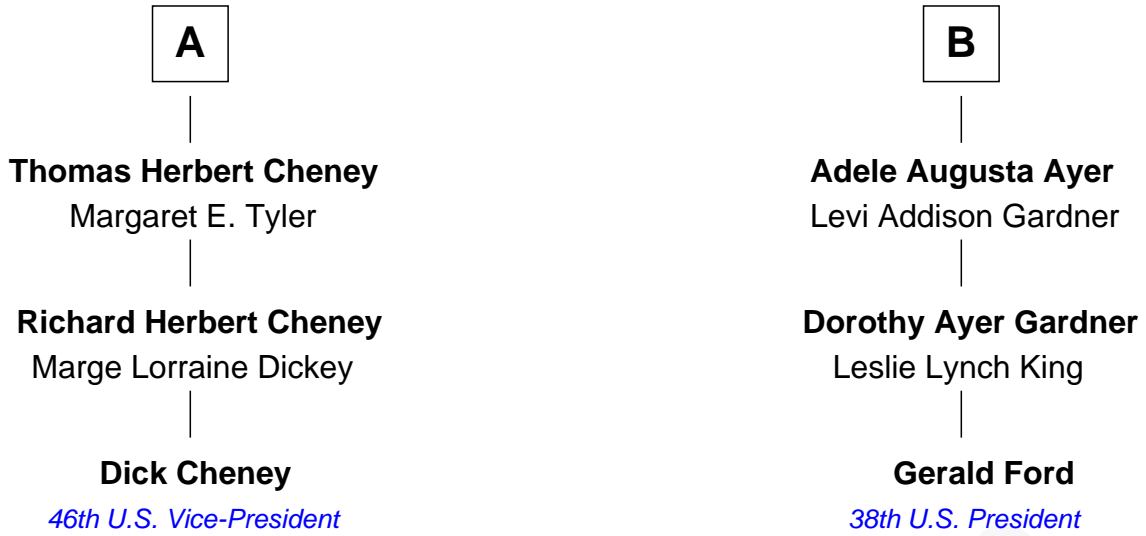 A
B
Thomas Herbert Cheney
Margaret E. Tyler
Adele Augusta Ayer
Levi Addison Gardner
Richard Herbert Cheney
Marge Lorraine Dickey
Dorothy Ayer Gardner
Leslie Lynch King
Dick Cheney
46th U.S. Vice-President
Gerald Ford
38th U.S. President